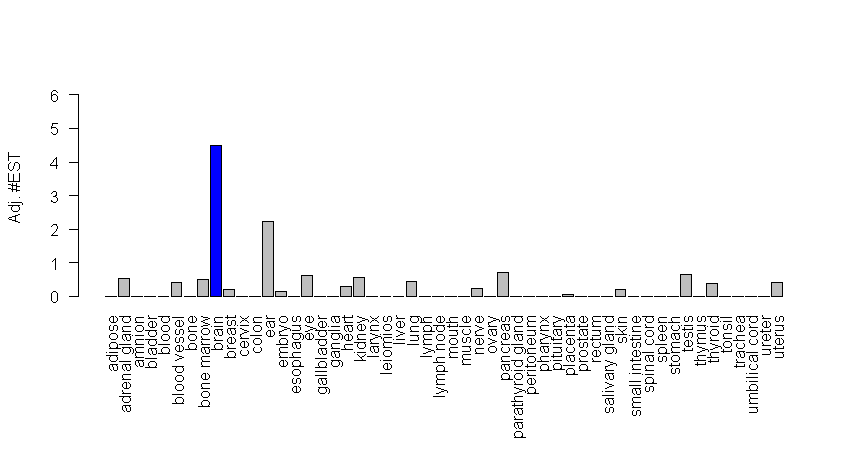 6
5
4
3
2
1
0
Adj. #EST
adipose
adrenal gland
amnion
bladder
blood
blood vessel
bone
bone marrow
brain
breast
cervix
colon
ear
embryo
esophagus
eye
gallbladder
ganglia
heart
kidney
larynx
leiomios
liver
lung
lymph
lymph node
mouth
muscle
nerve
ovary
pancreas
parathyroid gland
peritoneum
pharynx
pituitary
placenta
prostate
rectum
salivary gland
skin
small intestine
spinal cord
spleen
stomach
testis
thymus
thyroid
tonsil
trachea
umbilical cord
ureter
uterus